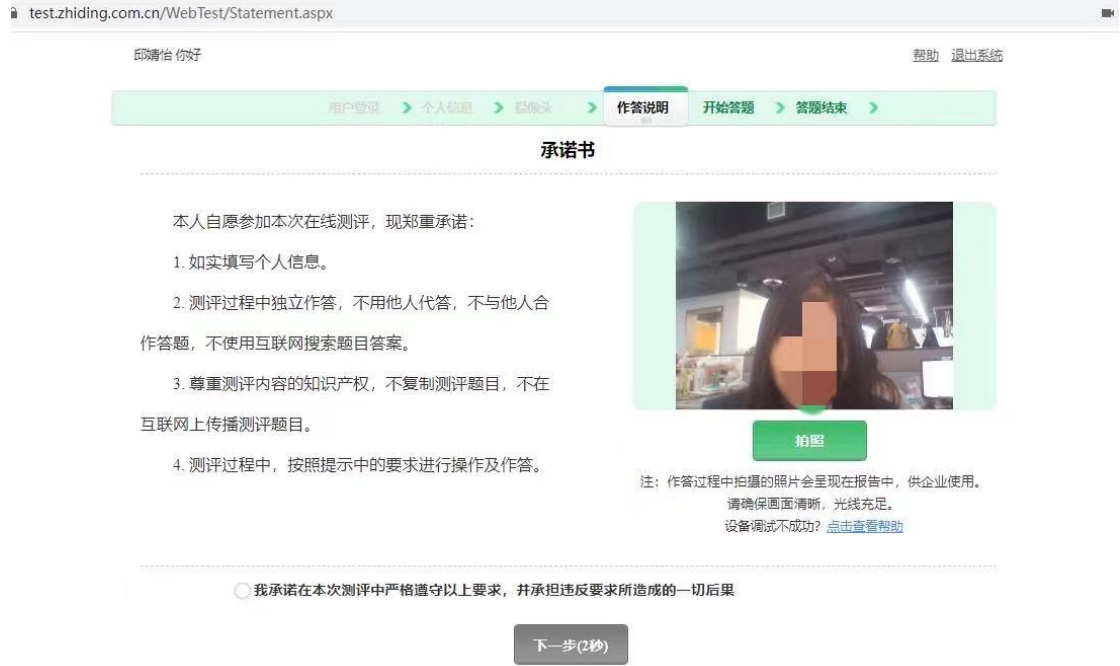 test.zhiding.com.cn/WebTest/Statement.aspx
邱婧怡 你好
帮助 退出系统
用户登录 个人信息 摄像头 作答说明 开始答题 答题结束
承诺书
本人自愿参加本次在线测评，现郑重承诺：
1. 如实填写个人信息。
2. 测评过程中独立作答，不用他人代答，不与他人合
作答题，不使用互联网搜索题目答案。
3. 尊重测评内容的知识产权，不复制测评题目，不在
互联网上传播测评题目。
4. 测评过程中，按照提示中的要求进行操作及作答。
拍照
注：作答过程中拍摄的照片会呈现在报告中，供企业使用。
请确保画面清晰，光线充足。
设备调试不成功？点击查看帮助
我承诺在本次测评中严格遵守以上要求，并承担违反要求所造成的一切后果
下一步(2秒)